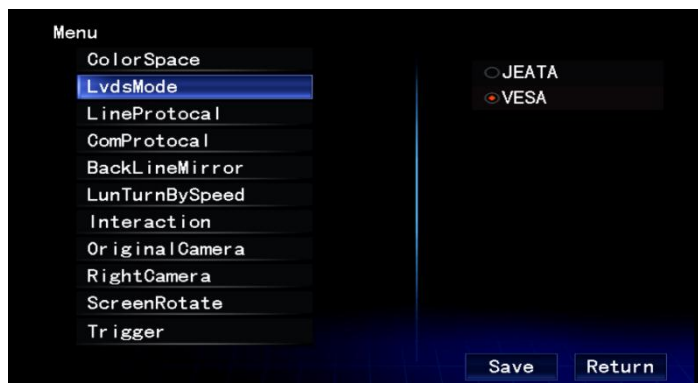 Menu
ColorSpace
LvdsMode
LineProtocal
ComProtocal
BackLineMirror
LunTurnBySpeed
Interaction
OriginalCamera
RightCamera
ScreenRotate
Trigger
JEATA
VESA
Save Return